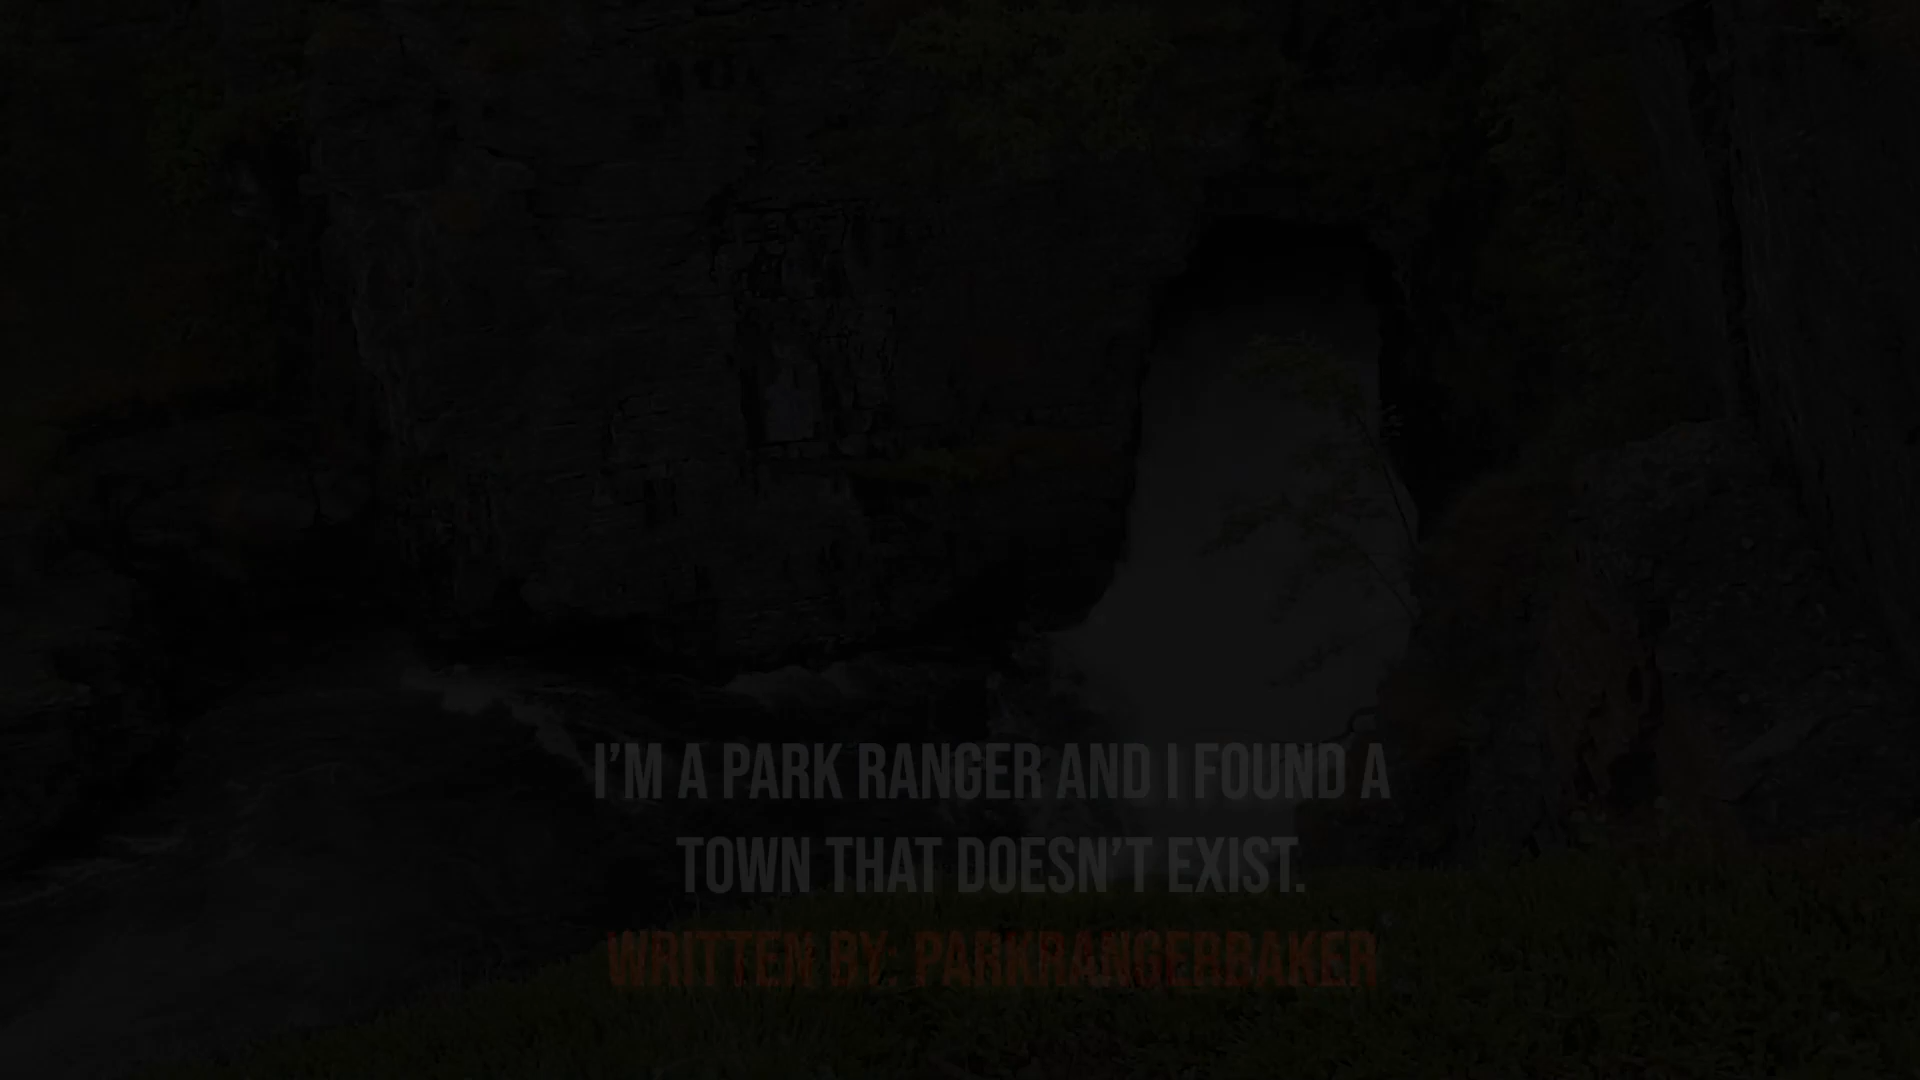 I’M A PARK RANGER AND I FOUND A
TOWN THAT DOESN’T EXIST.
WRITTEN BY: PARKRANGERBAKER